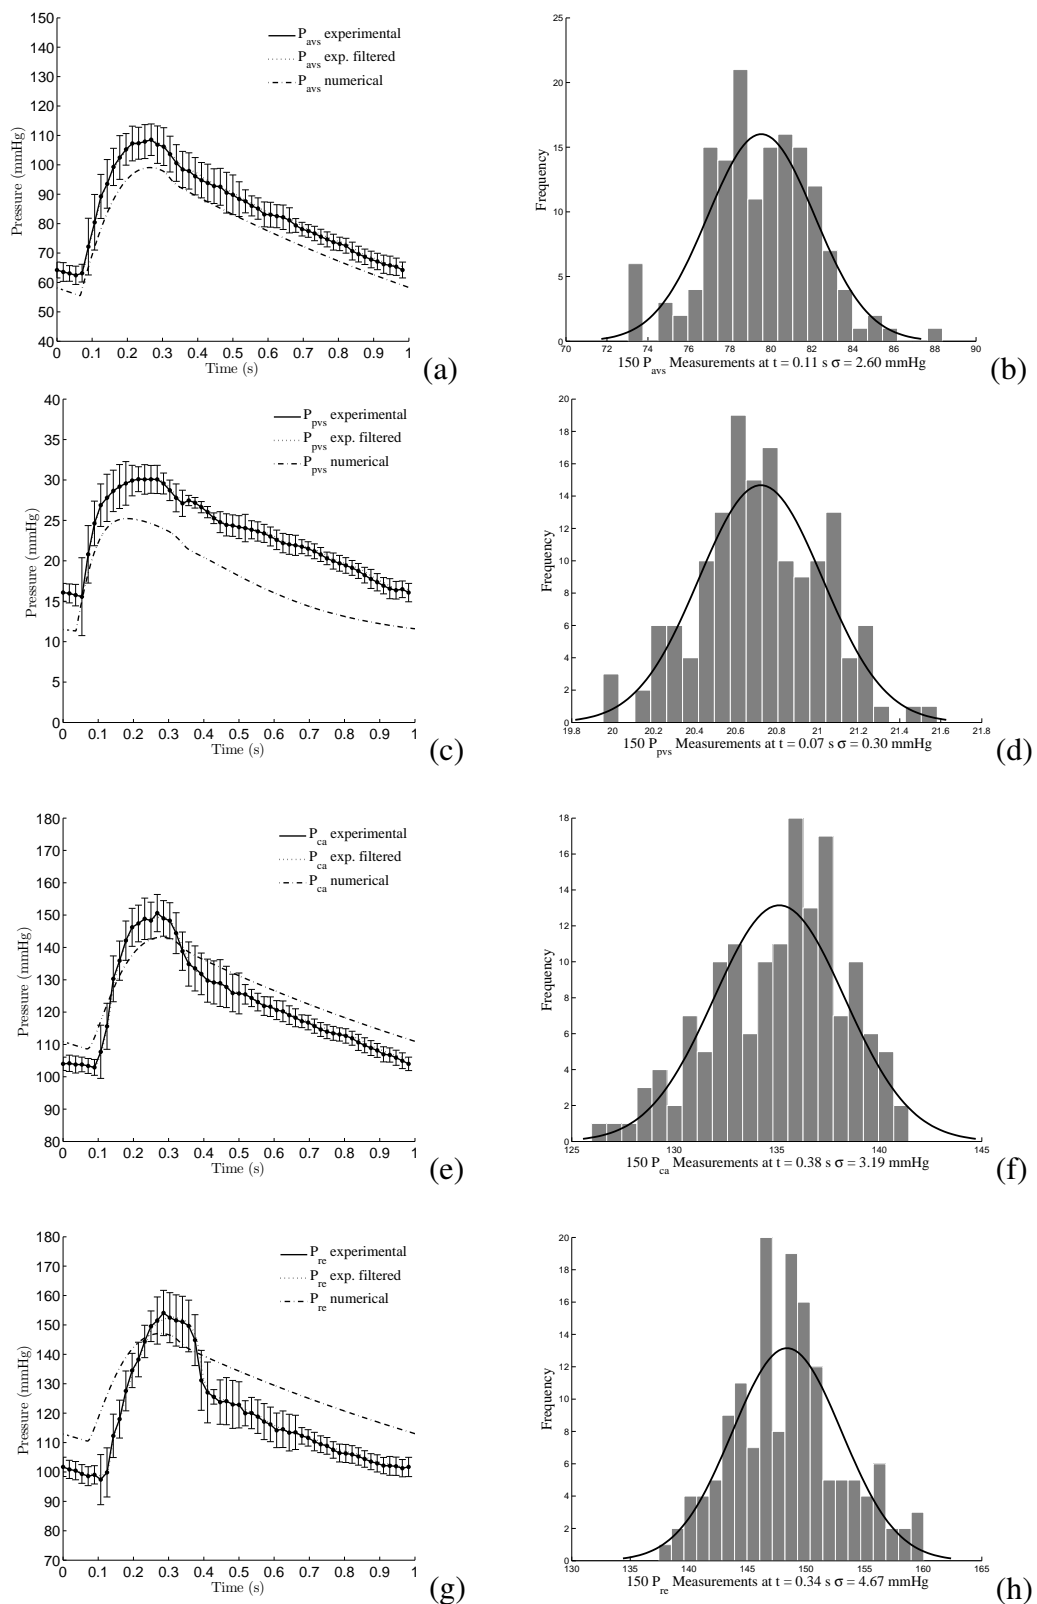 150
140
130
120
110
100
90
80
70
60
50
40
Pressure (mmHg)
P_avs experimental
P_avs exp. filtered
P_avs numerical
0 0.1 0.2 0.3 0.4 0.5 0.6 0.7 0.8 0.9 1
Time (s)
(a)
25
20
15
10
5
0
Frequency
70 72 74 76 78 80 82 84 86 88 90
150 P_avs Measurements at t = 0.11 s σ = 2.60 mmHg
(b)
40
35
30
25
20
15
10
5
0
Pressure (mmHg)
P_pvs experimental
P_pvs exp. filtered
P_pvs numerical
0 0.1 0.2 0.3 0.4 0.5 0.6 0.7 0.8 0.9 1
Time (s)
(c)
20
18
16
14
12
10
8
6
4
2
0
Frequency
19.8 20 20.2 20.4 20.6 20.8 21 21.2 21.4 21.6 21.8
150 P_pvs Measurements at t = 0.07 s σ = 0.30 mmHg
(d)
180
170
160
150
140
130
120
110
100
90
80
Pressure (mmHg)
P_ca experimental
P_ca exp. filtered
P_ca numerical
0 0.1 0.2 0.3 0.4 0.5 0.6 0.7 0.8 0.9 1
Time (s)
(e)
18
16
14
12
10
8
6
4
2
0
Frequency
125 130 135 140 145
150 P_ca Measurements at t = 0.38 s σ = 3.19 mmHg
(f)
180
170
160
150
140
130
120
110
100
90
80
70
Pressure (mmHg)
P_re experimental
P_re exp. filtered
P_re numerical
0 0.1 0.2 0.3 0.4 0.5 0.6 0.7 0.8 0.9 1
Time (s)
(g)
20
18
16
14
12
10
8
6
4
2
0
Frequency
130 135 140 145 150 155 160 165
150 P_re Measurements at t = 0.34 s σ = 4.67 mmHg
(h)